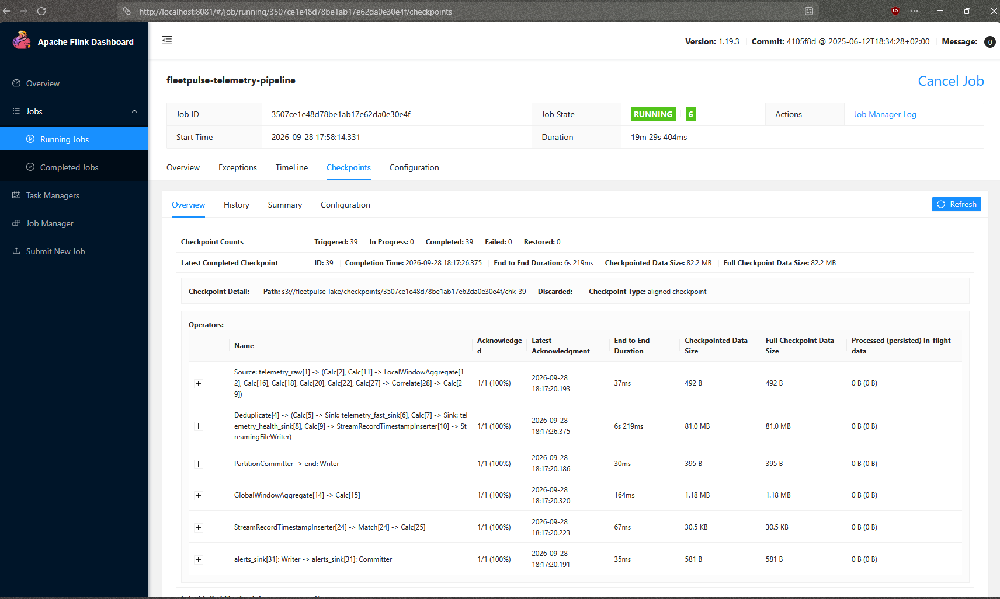 http://localhost:8081/#/job/running/3507ce1e48d78be1ab17e62da0e30e4f/checkpoints
Apache Flink Dashboard
Version: 1.19.3 Commit: 4105f8d @ 2025-06-12T18:34:28+02:00 Message: 0
Overview
Jobs
Running Jobs
Completed Jobs
Task Managers
Job Manager
Submit New Job
fleetpulse-telemetry-pipeline
Cancel Job
Job ID 3507ce1e48d78be1ab17e62da0e30e4f Job State RUNNING 6 Actions Job Manager Log
Start Time 2026-09-28 17:58:14.331 Duration 19m 29s 404ms
Overview Exceptions TimeLine Checkpoints Configuration
Overview History Summary Configuration Refresh
Checkpoint Counts Triggered: 39 In Progress: 0 Completed: 39 Failed: 0 Restored: 0
Latest Completed Checkpoint ID: 39 Completion Time: 2026-09-28 18:17:26.375 End to End Duration: 6s 219ms Checkpointed Data Size: 82.2 MB Full Checkpoint Data Size: 82.2 MB
Checkpoint Detail: Path: s3://fleetpulse-lake/checkpoints/3507ce1e48d78be1ab17e62da0e30e4f/chk-39 Discarded: - Checkpoint Type: aligned checkpoint
Operators:
Name
Acknowledge
d
Latest
Acknowledgment
End to End
Duration
Checkpointed Data
Size
Full Checkpoint Data
Size
Processed (persisted) in-flight
data
Source: telemetry_raw[1] -> (Calc[2], Calc[11] -> LocalWindowAggregate[1
2], Calc[16], Calc[18], Calc[20], Calc[22], Calc[27] -> Correlate[28] -> Calc[2
9])
1/1 (100%)
2026-09-28
18:17:20.193
37ms
492 B
492 B
0 B (0 B)
Deduplicate[4] -> (Calc[5] -> Sink: telemetry_fast_sink[6], Calc[7] -> Sink: tel
emetry_health_sink[8], Calc[9] -> StreamRecordTimestampInserter[10] -> St
reamingFileWriter)
1/1 (100%)
2026-09-28
18:17:26.375
6s 219ms
81.0 MB
81.0 MB
0 B (0 B)
PartitionCommitter -> end: Writer
1/1 (100%)
2026-09-28
18:17:20.186
30ms
395 B
395 B
0 B (0 B)
GlobalWindowAggregate[14] -> Calc[15]
1/1 (100%)
2026-09-28
18:17:20.320
164ms
1.18 MB
1.18 MB
0 B (0 B)
StreamRecordTimestampInserter[24] -> Match[24] -> Calc[25]
1/1 (100%)
2026-09-28
18:17:20.223
67ms
30.5 KB
30.5 KB
0 B (0 B)
alerts_sink[31]: Writer -> alerts_sink[31]: Committer
1/1 (100%)
2026-09-28
18:17:20.191
35ms
581 B
581 B
0 B (0 B)